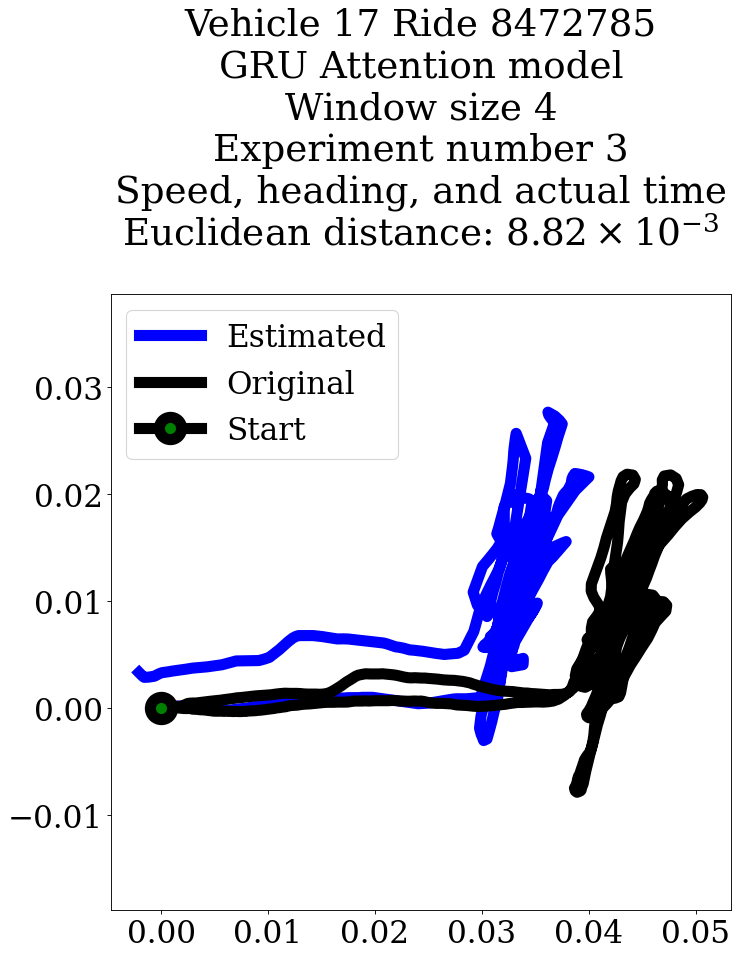 Vehicle 17 Ride 8472785
GRU Attention model
Window size 4
Experiment number 3
Speed, heading, and actual time
Euclidean distance: 8.82 × 10⁻³
Estimated
Original
Start
0.03
0.02
0.01
0.00
−0.01
0.00 0.01 0.02 0.03 0.04 0.05